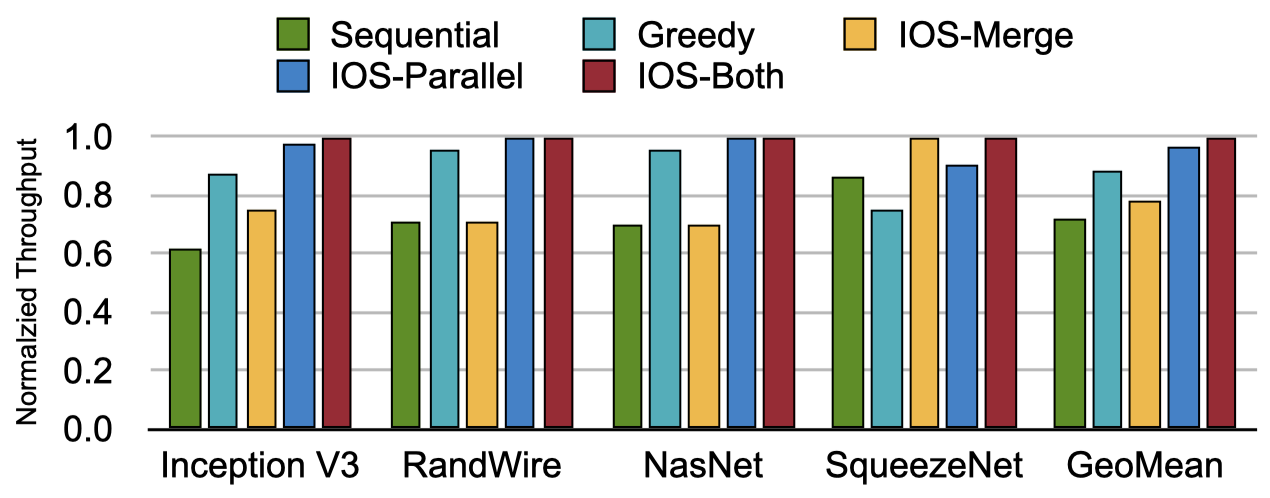 Sequential Greedy IOS-Merge
IOS-Parallel IOS-Both
Normalzied Throughput
1.0
0.8
0.6
0.4
0.2
0.0
Inception V3 RandWire NasNet SqueezeNet GeoMean